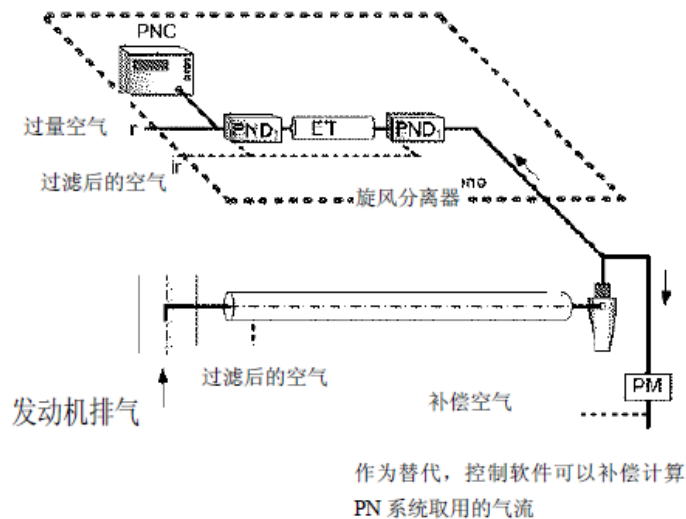 PNC
过量空气 r
PND₁ ET PND₁
过滤后的空气 ir
旋风分离器
过滤后的空气
发动机排气
补偿空气
PM
作为替代，控制软件可以补偿计算
PN 系统取用的气流